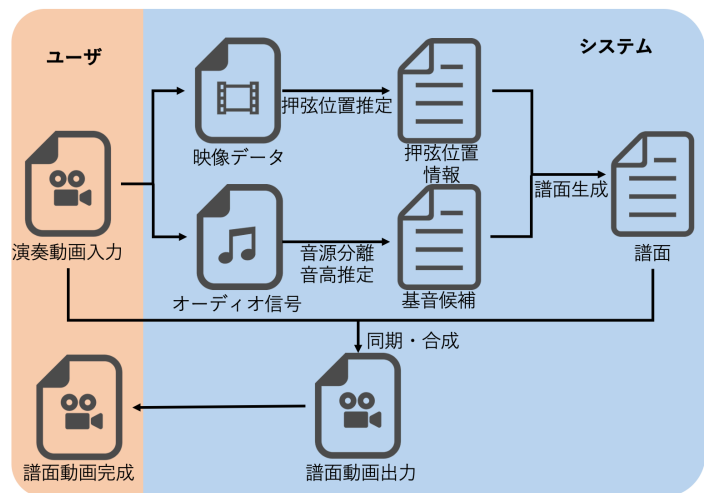 ユーザ
システム
押弦位置推定
映像データ
押弦位置
情報
譜面生成
演奏動画入力
音源分離
音高推定
譜面
オーディオ信号
基音候補
同期・合成
譜面動画完成
譜面動画出力